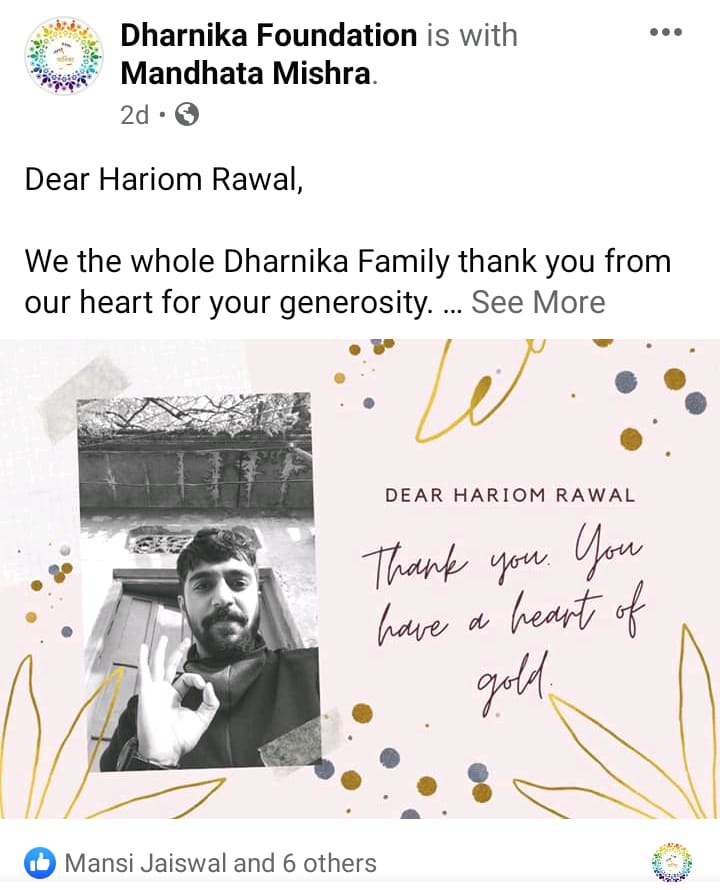 Dharnika Foundation is with
Mandhata Mishra.
2d •
Dear Hariom Rawal,
We the whole Dharnika Family thank you from
our heart for your generosity. ... See More
DEAR HARIOM RAWAL
Thank you. You
have a heart of
gold.
Mansi Jaiswal and 6 others